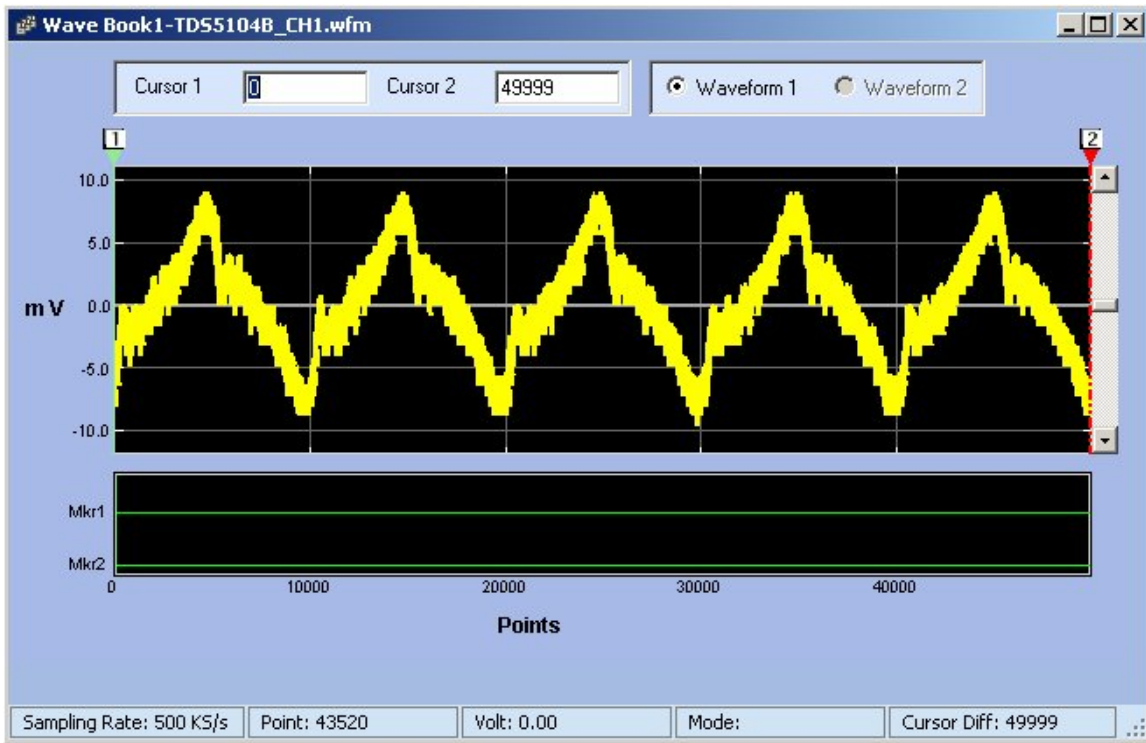 Wave Book1-TDS5104B_CH1.wfm
Cursor 1 0 Cursor 2 49999 Waveform 1 Waveform 2
1 2
10.0
5.0
m V 0.0
-5.0
-10.0
Mkr1
Mkr2
0 10000 20000 30000 40000
Points
Sampling Rate: 500 KS/s Point: 43520 Volt: 0.00 Mode: Cursor Diff: 49999